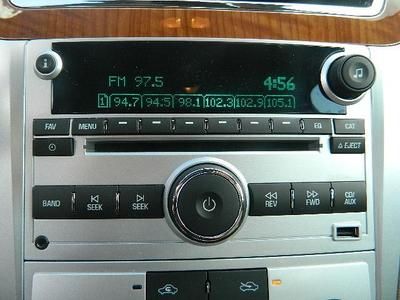 i
FM 97.5 4:56
1 94.7 94.5 98.1 102.3 102.9 105.1
FAV MENU EQ CAT
EJECT
BAND SEEK SEEK REV FWD CD/AUX